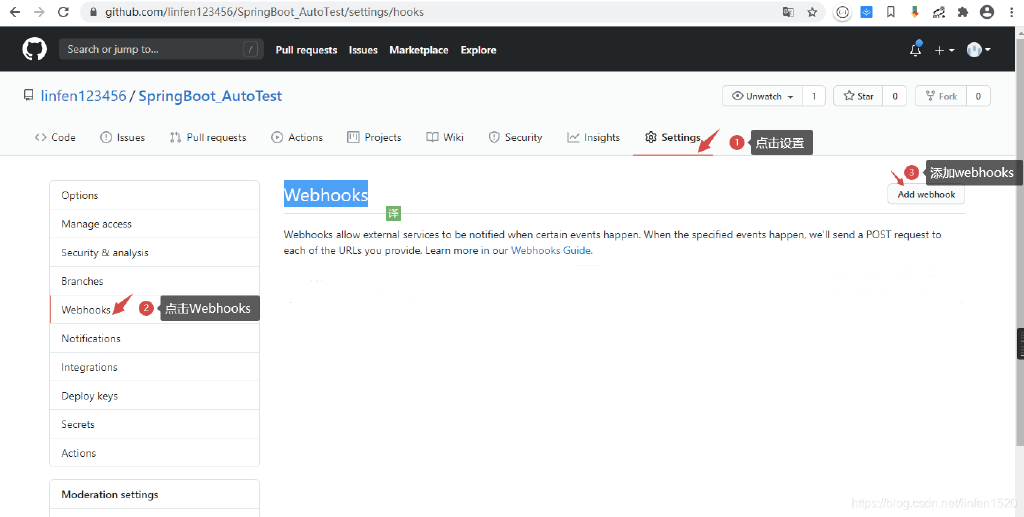 github.com/linfen123456/SpringBoot_AutoTest/settings/hooks
Search or jump to... /
Pull requests Issues Marketplace Explore
linfen123456 / SpringBoot_AutoTest
Unwatch 1 Star 0 Fork 0
Code Issues Pull requests Actions Projects Wiki Security Insights Settings
1 点击设置
Options
Manage access
Security & analysis
Branches
Webhooks
2 点击Webhooks
Notifications
Integrations
Deploy keys
Secrets
Actions
Moderation settings
Webhooks
译
3 添加webhooks
Add webhook
Webhooks allow external services to be notified when certain events happen. When the specified events happen, we'll send a POST request to
each of the URLs you provide. Learn more in our Webhooks Guide.
https://blog.csdn.net/linfen1520